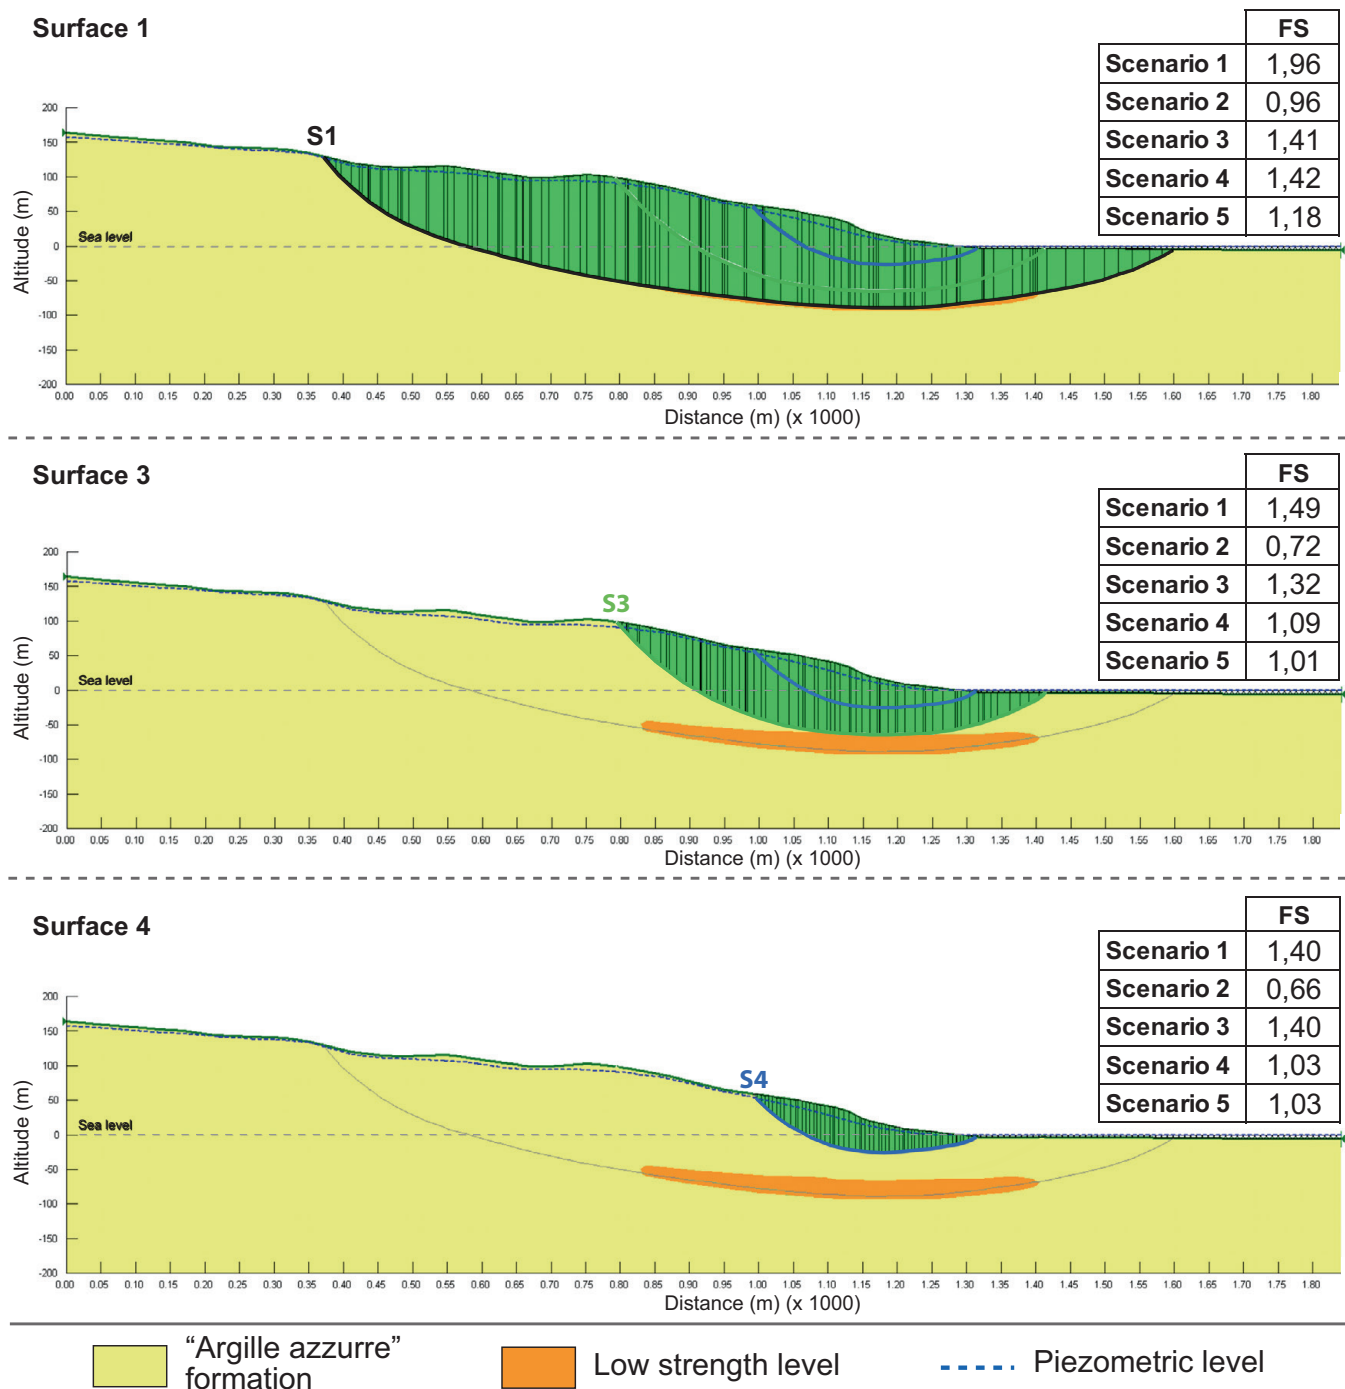 Surface 1
FS
Scenario 1 1,96
Scenario 2 0,96
Scenario 3 1,41
Scenario 4 1,42
Scenario 5 1,18
S1
200
150
100
50
0
-50
-100
-150
-200
Altitude (m)
Sea level
0.00 0.05 0.10 0.15 0.20 0.25 0.30 0.35 0.40 0.45 0.50 0.55 0.60 0.65 0.70 0.75 0.80 0.85 0.90 0.95 1.00 1.05 1.10 1.15 1.20 1.25 1.30 1.35 1.40 1.45 1.50 1.55 1.60 1.65 1.70 1.75 1.80
Distance (m) (x 1000)
Surface 3
FS
Scenario 1 1,49
Scenario 2 0,72
Scenario 3 1,32
Scenario 4 1,09
Scenario 5 1,01
S3
200
150
100
50
0
-50
-100
-150
-200
Altitude (m)
Sea level
0.00 0.05 0.10 0.15 0.20 0.25 0.30 0.35 0.40 0.45 0.50 0.55 0.60 0.65 0.70 0.75 0.80 0.85 0.90 0.95 1.00 1.05 1.10 1.15 1.20 1.25 1.30 1.35 1.40 1.45 1.50 1.55 1.60 1.65 1.70 1.75 1.80
Distance (m) (x 1000)
Surface 4
FS
Scenario 1 1,40
Scenario 2 0,66
Scenario 3 1,40
Scenario 4 1,03
Scenario 5 1,03
S4
200
150
100
50
0
-50
-100
-150
-200
Altitude (m)
Sea level
0.00 0.05 0.10 0.15 0.20 0.25 0.30 0.35 0.40 0.45 0.50 0.55 0.60 0.65 0.70 0.75 0.80 0.85 0.90 0.95 1.00 1.05 1.10 1.15 1.20 1.25 1.30 1.35 1.40 1.45 1.50 1.55 1.60 1.65 1.70 1.75 1.80
Distance (m) (x 1000)
“Argille azzurre”
formation
Low strength level
Piezometric level